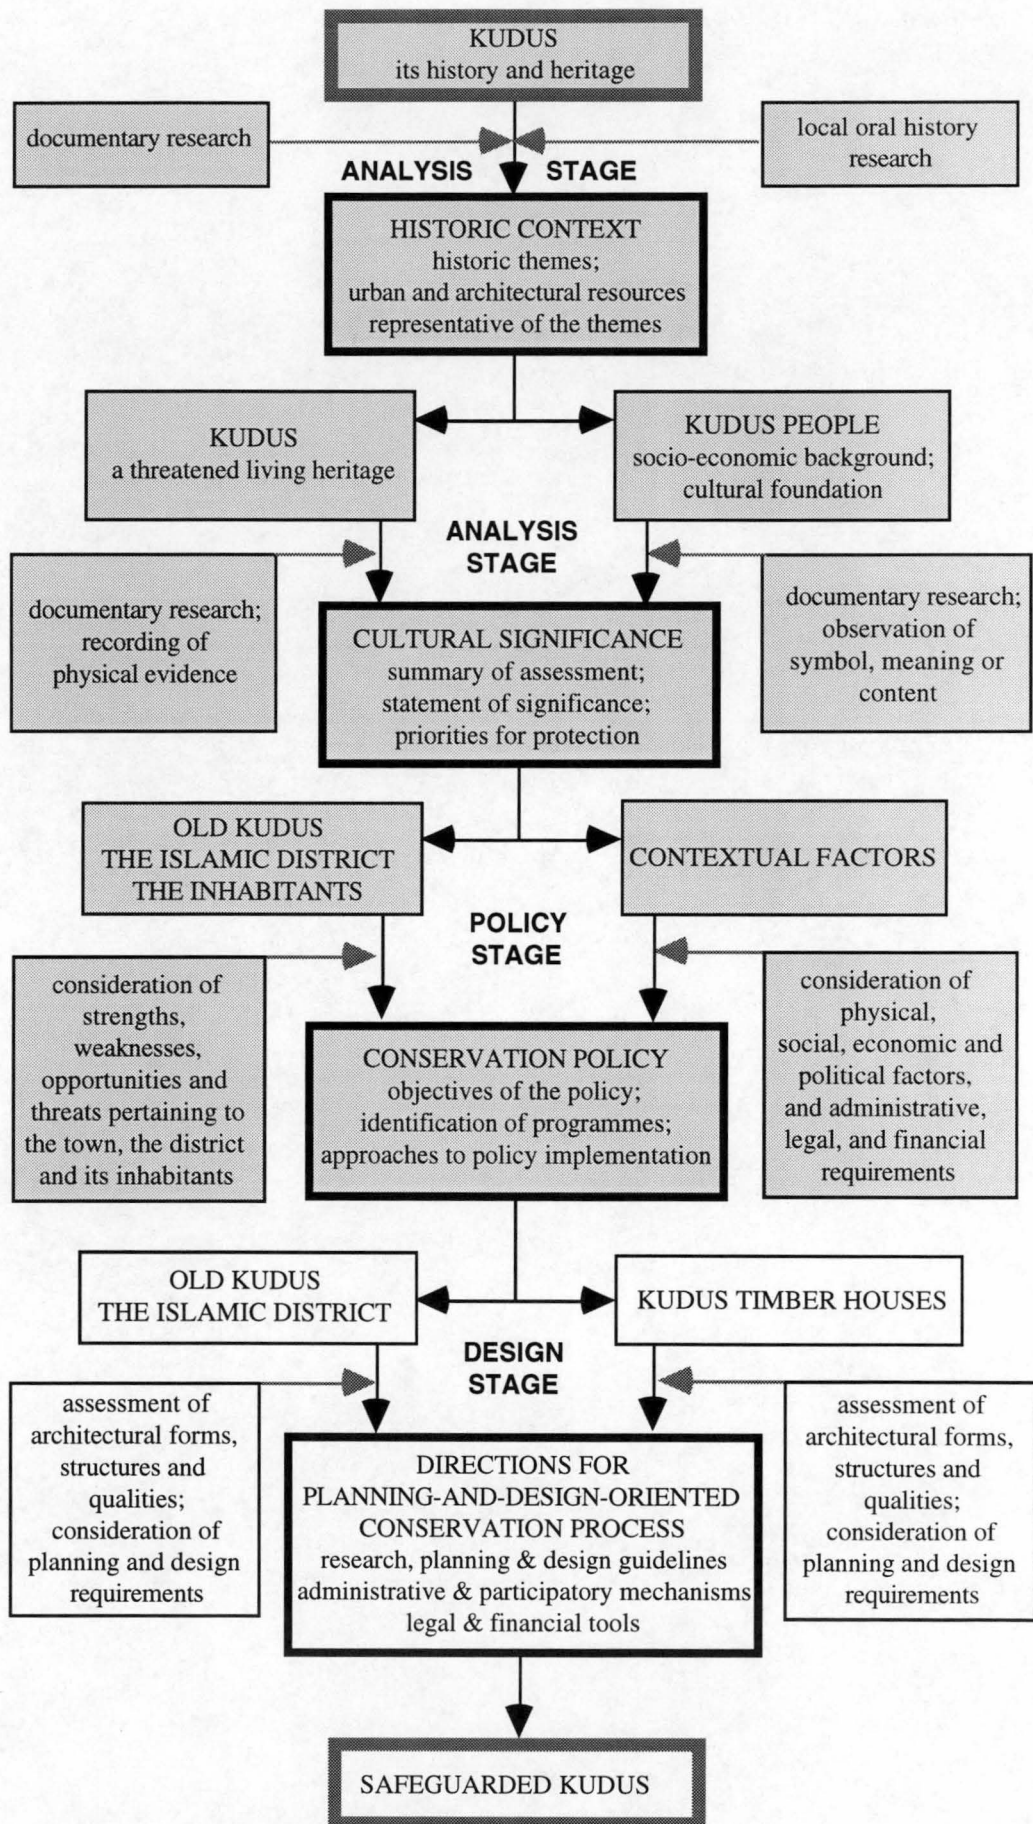 KUDUS
its history and heritage
documentary research
local oral history
research
ANALYSIS STAGE
HISTORIC CONTEXT
historic themes;
urban and architectural resources
representative of the themes
KUDUS
a threatened living heritage
KUDUS PEOPLE
socio-economic background;
cultural foundation
ANALYSIS
STAGE
documentary research;
recording of
physical evidence
documentary research;
observation of
symbol, meaning or
content
CULTURAL SIGNIFICANCE
summary of assessment;
statement of significance;
priorities for protection
OLD KUDUS
THE ISLAMIC DISTRICT
THE INHABITANTS
CONTEXTUAL FACTORS
POLICY
STAGE
consideration of
strengths,
weaknesses,
opportunities and
threats pertaining to
the town, the district
and its inhabitants
consideration of
physical,
social, economic and
political factors,
and administrative,
legal, and financial
requirements
CONSERVATION POLICY
objectives of the policy;
identification of programmes;
approaches to policy implementation
OLD KUDUS
THE ISLAMIC DISTRICT
KUDUS TIMBER HOUSES
DESIGN
STAGE
assessment of
architectural forms,
structures and
qualities;
consideration of
planning and design
requirements
assessment of
architectural forms,
structures and
qualities;
consideration of
planning and design
requirements
DIRECTIONS FOR
PLANNING-AND-DESIGN-ORIENTED
CONSERVATION PROCESS
research, planning & design guidelines
administrative & participatory mechanisms
legal & financial tools
SAFEGUARDED KUDUS